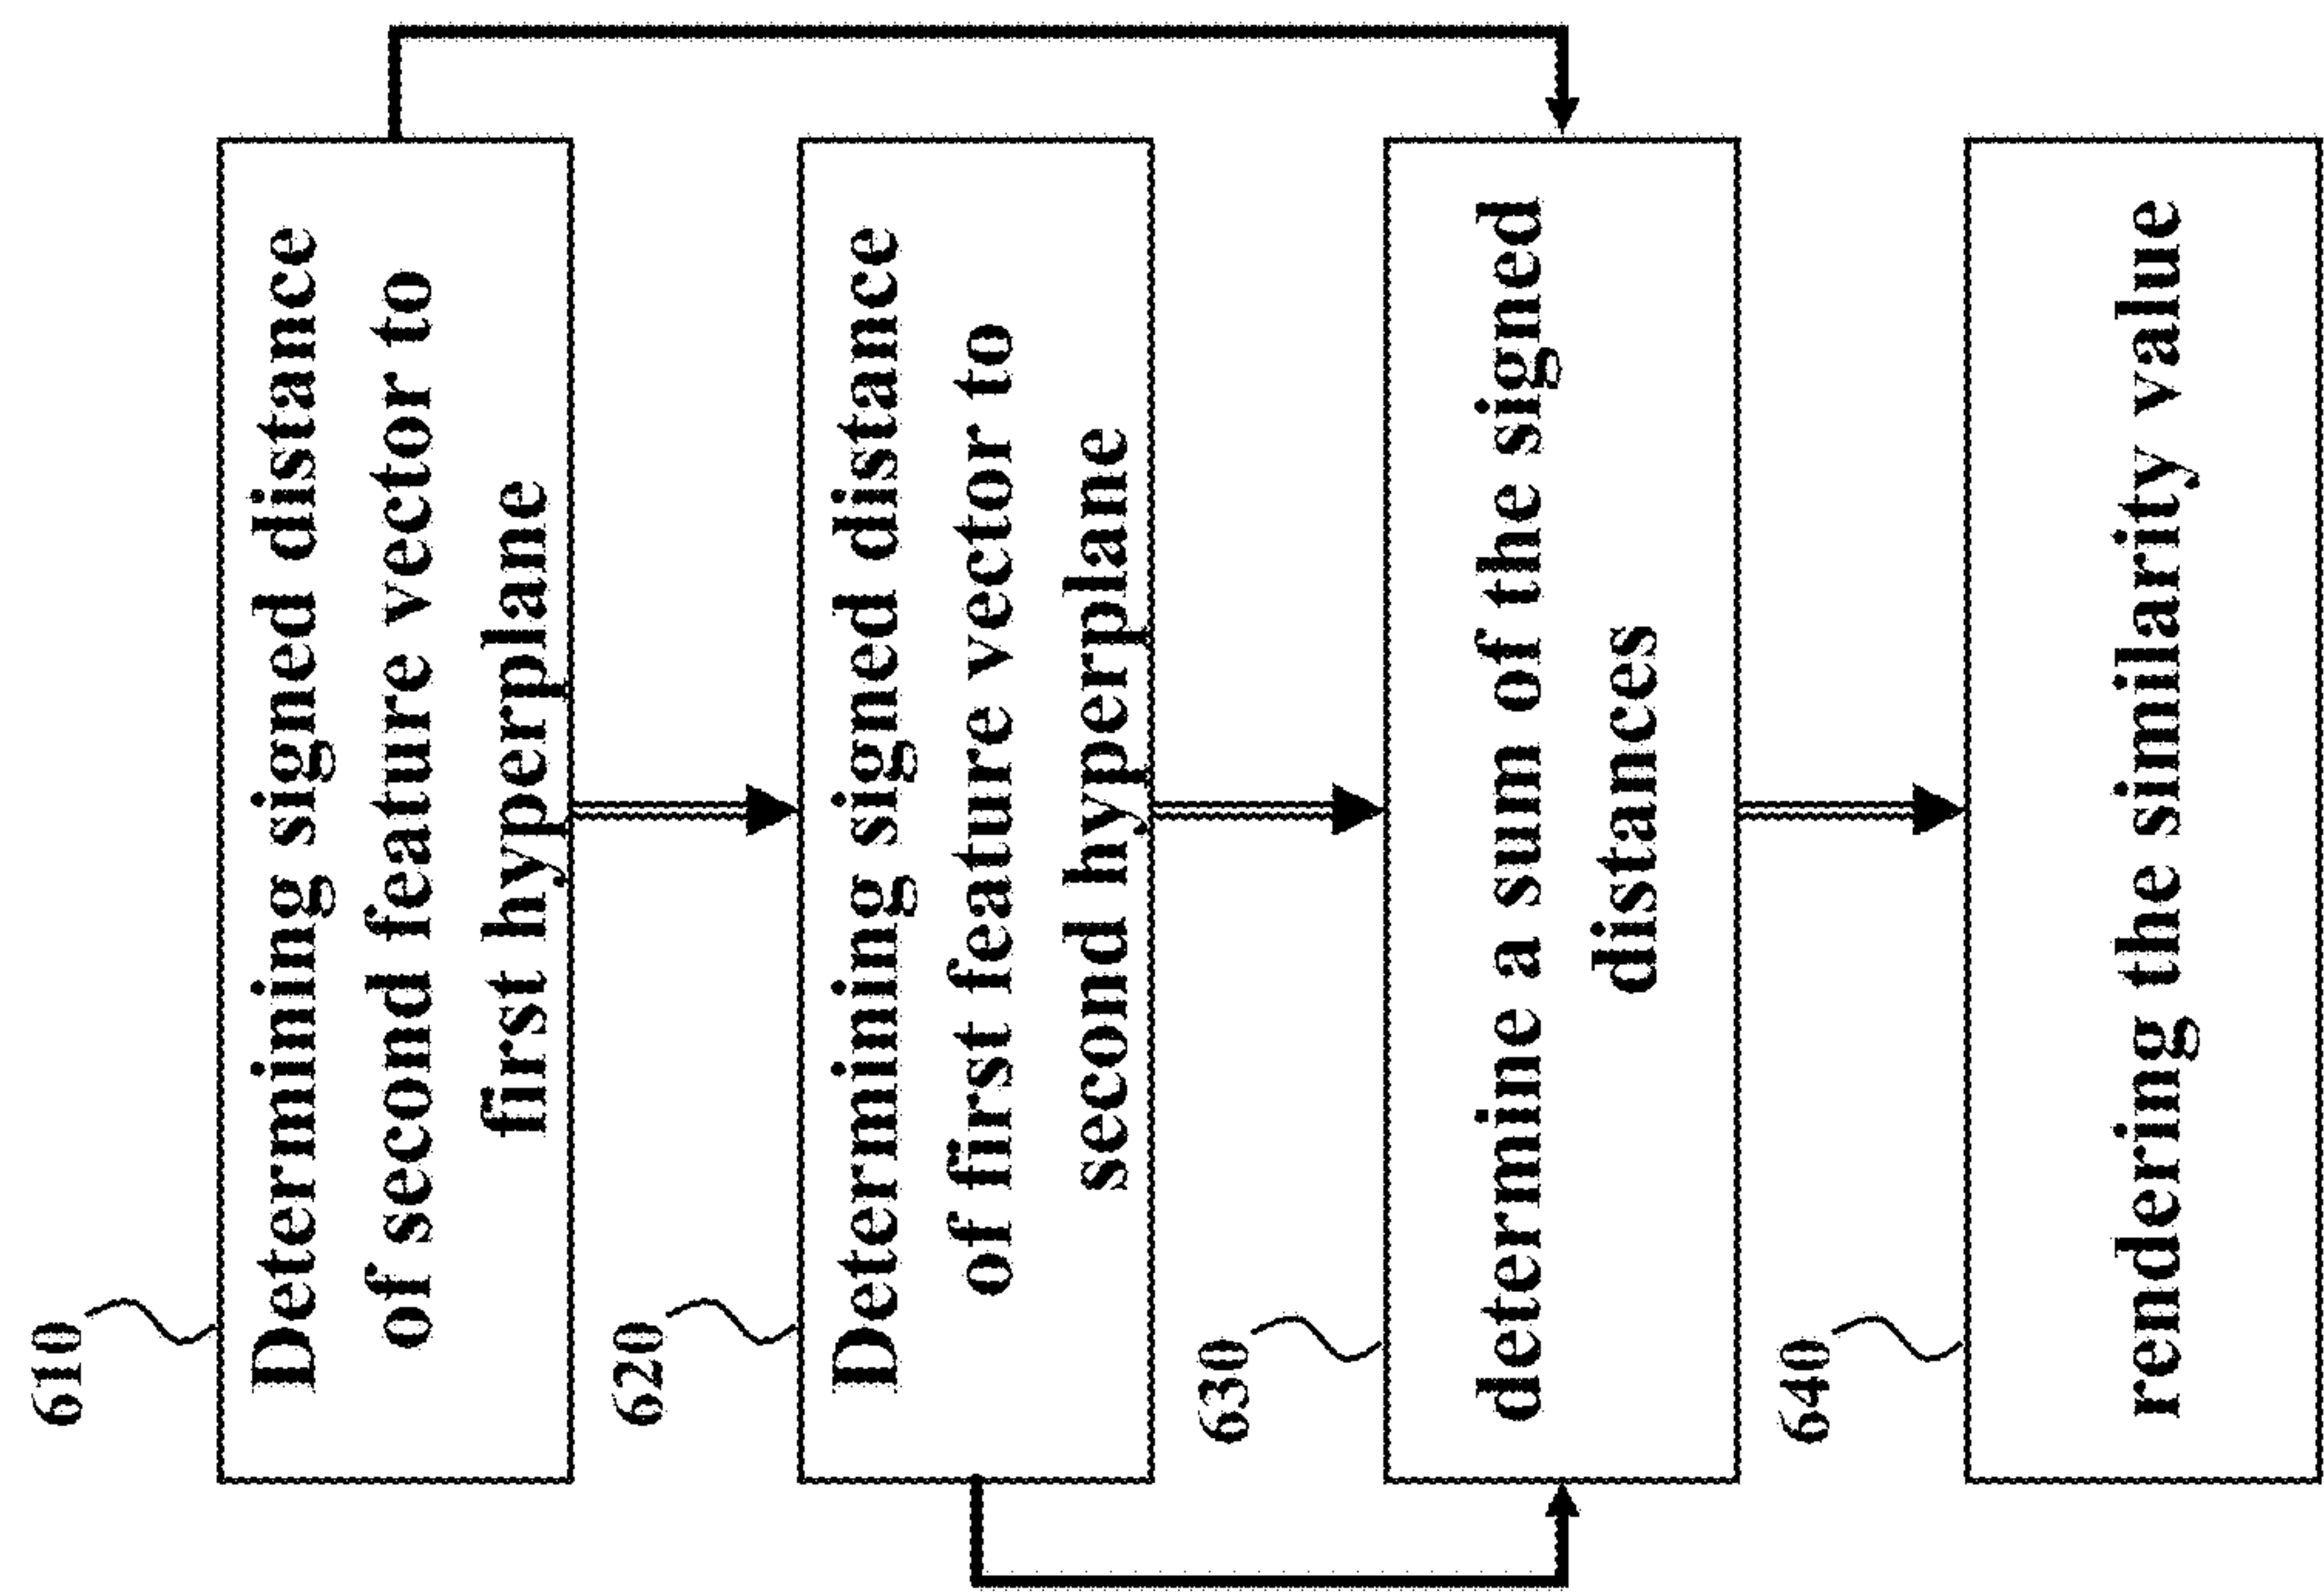 610
Determining signed distance
of second feature vector to
first hyperplane
620
Determining signed distance
of first feature vector to
second hyperplane
630
determine a sum of the signed
distances
640
rendering the similarity value